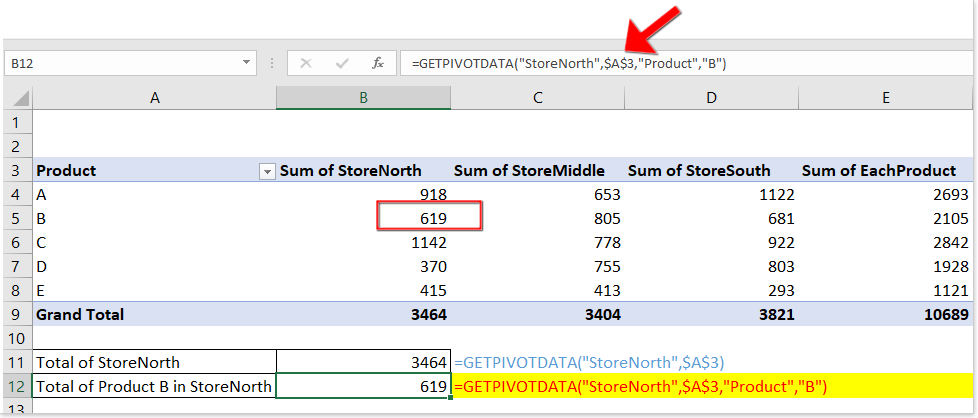 B12 fx =GETPIVOTDATA("StoreNorth",$A$3,"Product","B")
A B C D E
1
2
3 Product Sum of StoreNorth Sum of StoreMiddle Sum of StoreSouth Sum of EachProduct
4 A 918 653 1122 2693
5 B 619 805 681 2105
6 C 1142 778 922 2842
7 D 370 755 803 1928
8 E 415 413 293 1121
9 Grand Total 3464 3404 3821 10689
10
11 Total of StoreNorth 3464 =GETPIVOTDATA("StoreNorth",$A$3)
12 Total of Product B in StoreNorth 619 =GETPIVOTDATA("StoreNorth",$A$3,"Product","B")
13